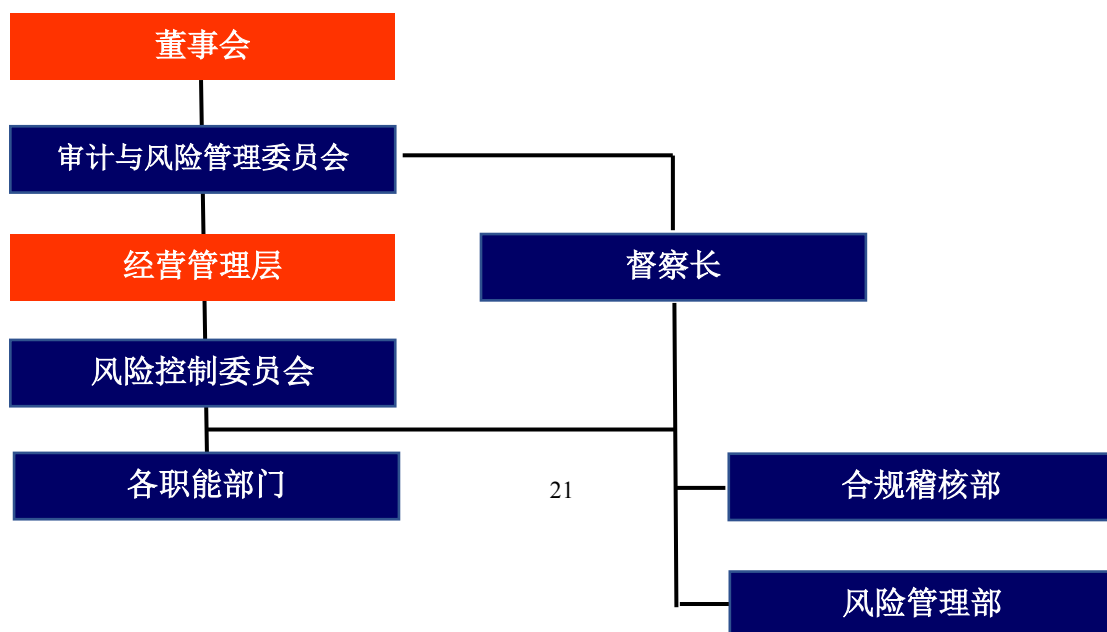 董事会
审计与风险管理委员会
经营管理层
督察长
风险控制委员会
各职能部门
21
合规稽核部
风险管理部